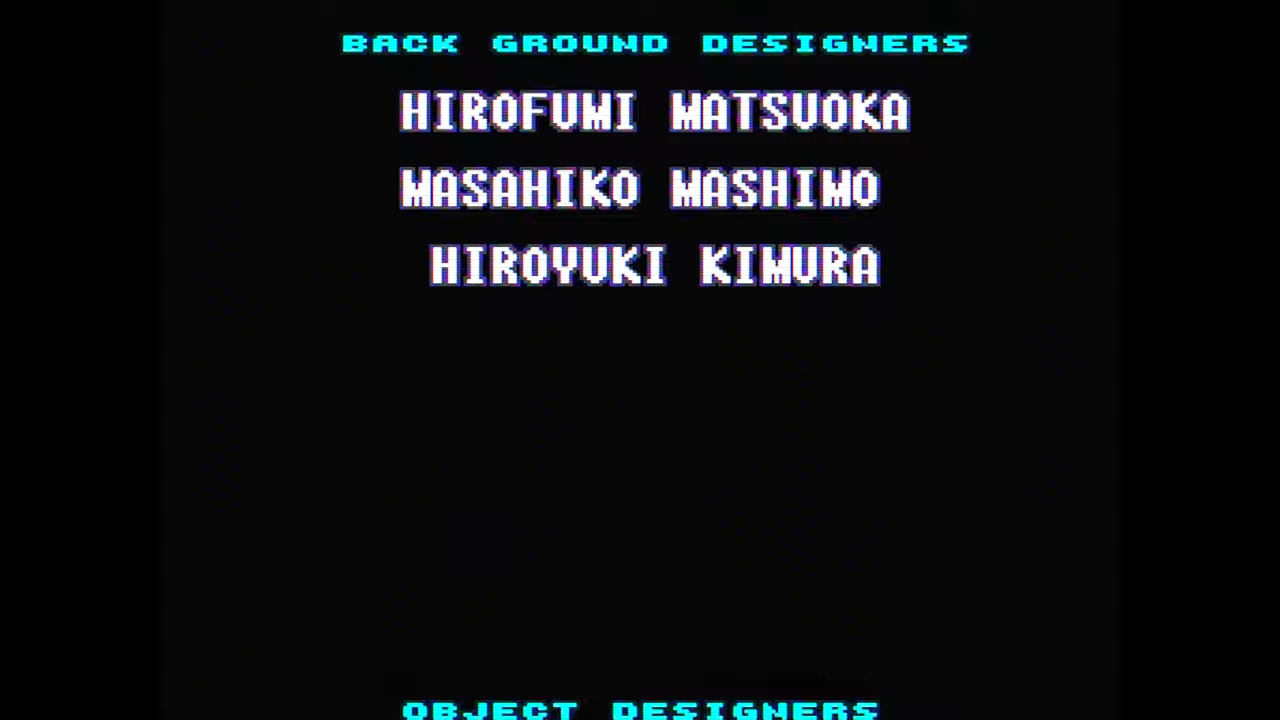 BACK GROUND DESIGNERS
HIROFUMI MATSUOKA
MASAHIKO MASHIMO
HIROYUKI KIMURA
OBJECT DESIGNERS